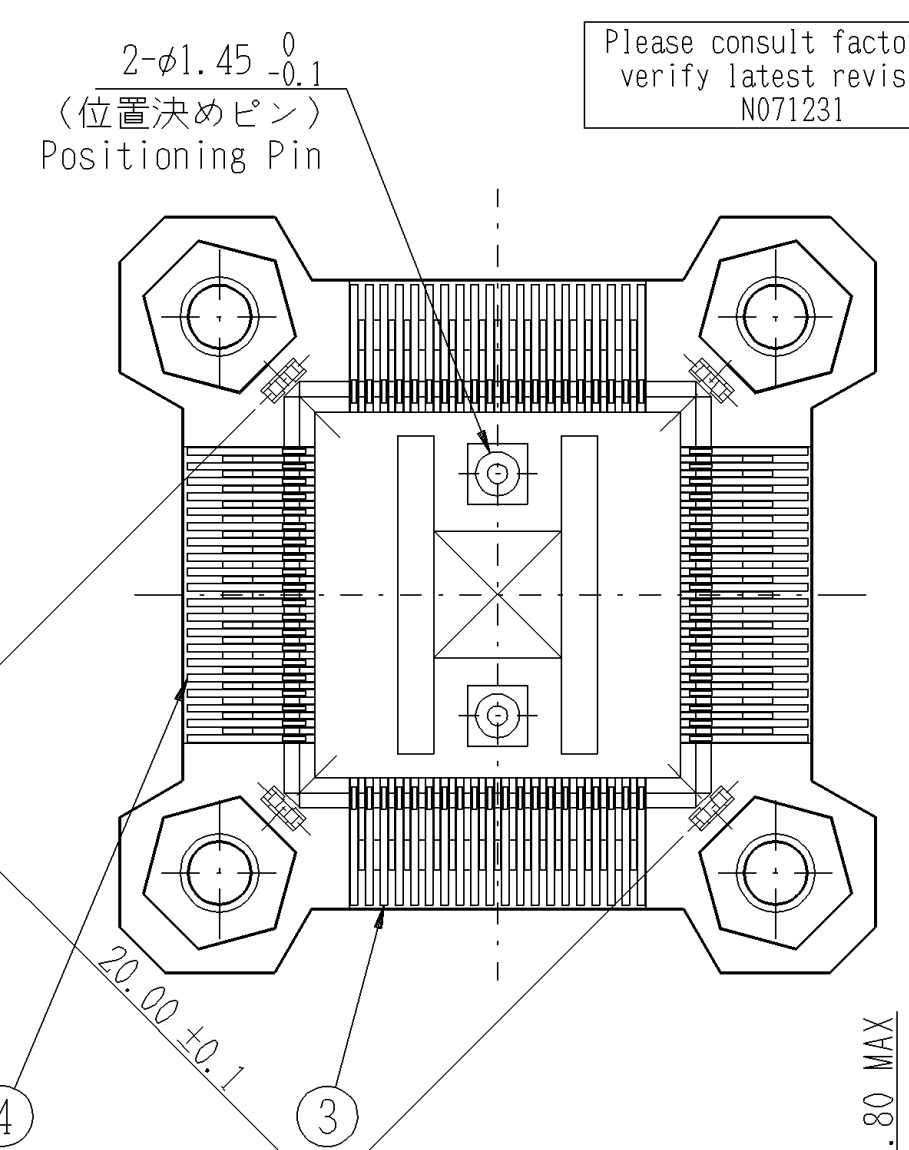 2-φ1.45 0 -0.1
(位置決めピン)
Positioning Pin
Please consult facto
verify latest revis
N071231
20.00 ±0.1
4
3
.80 MAX